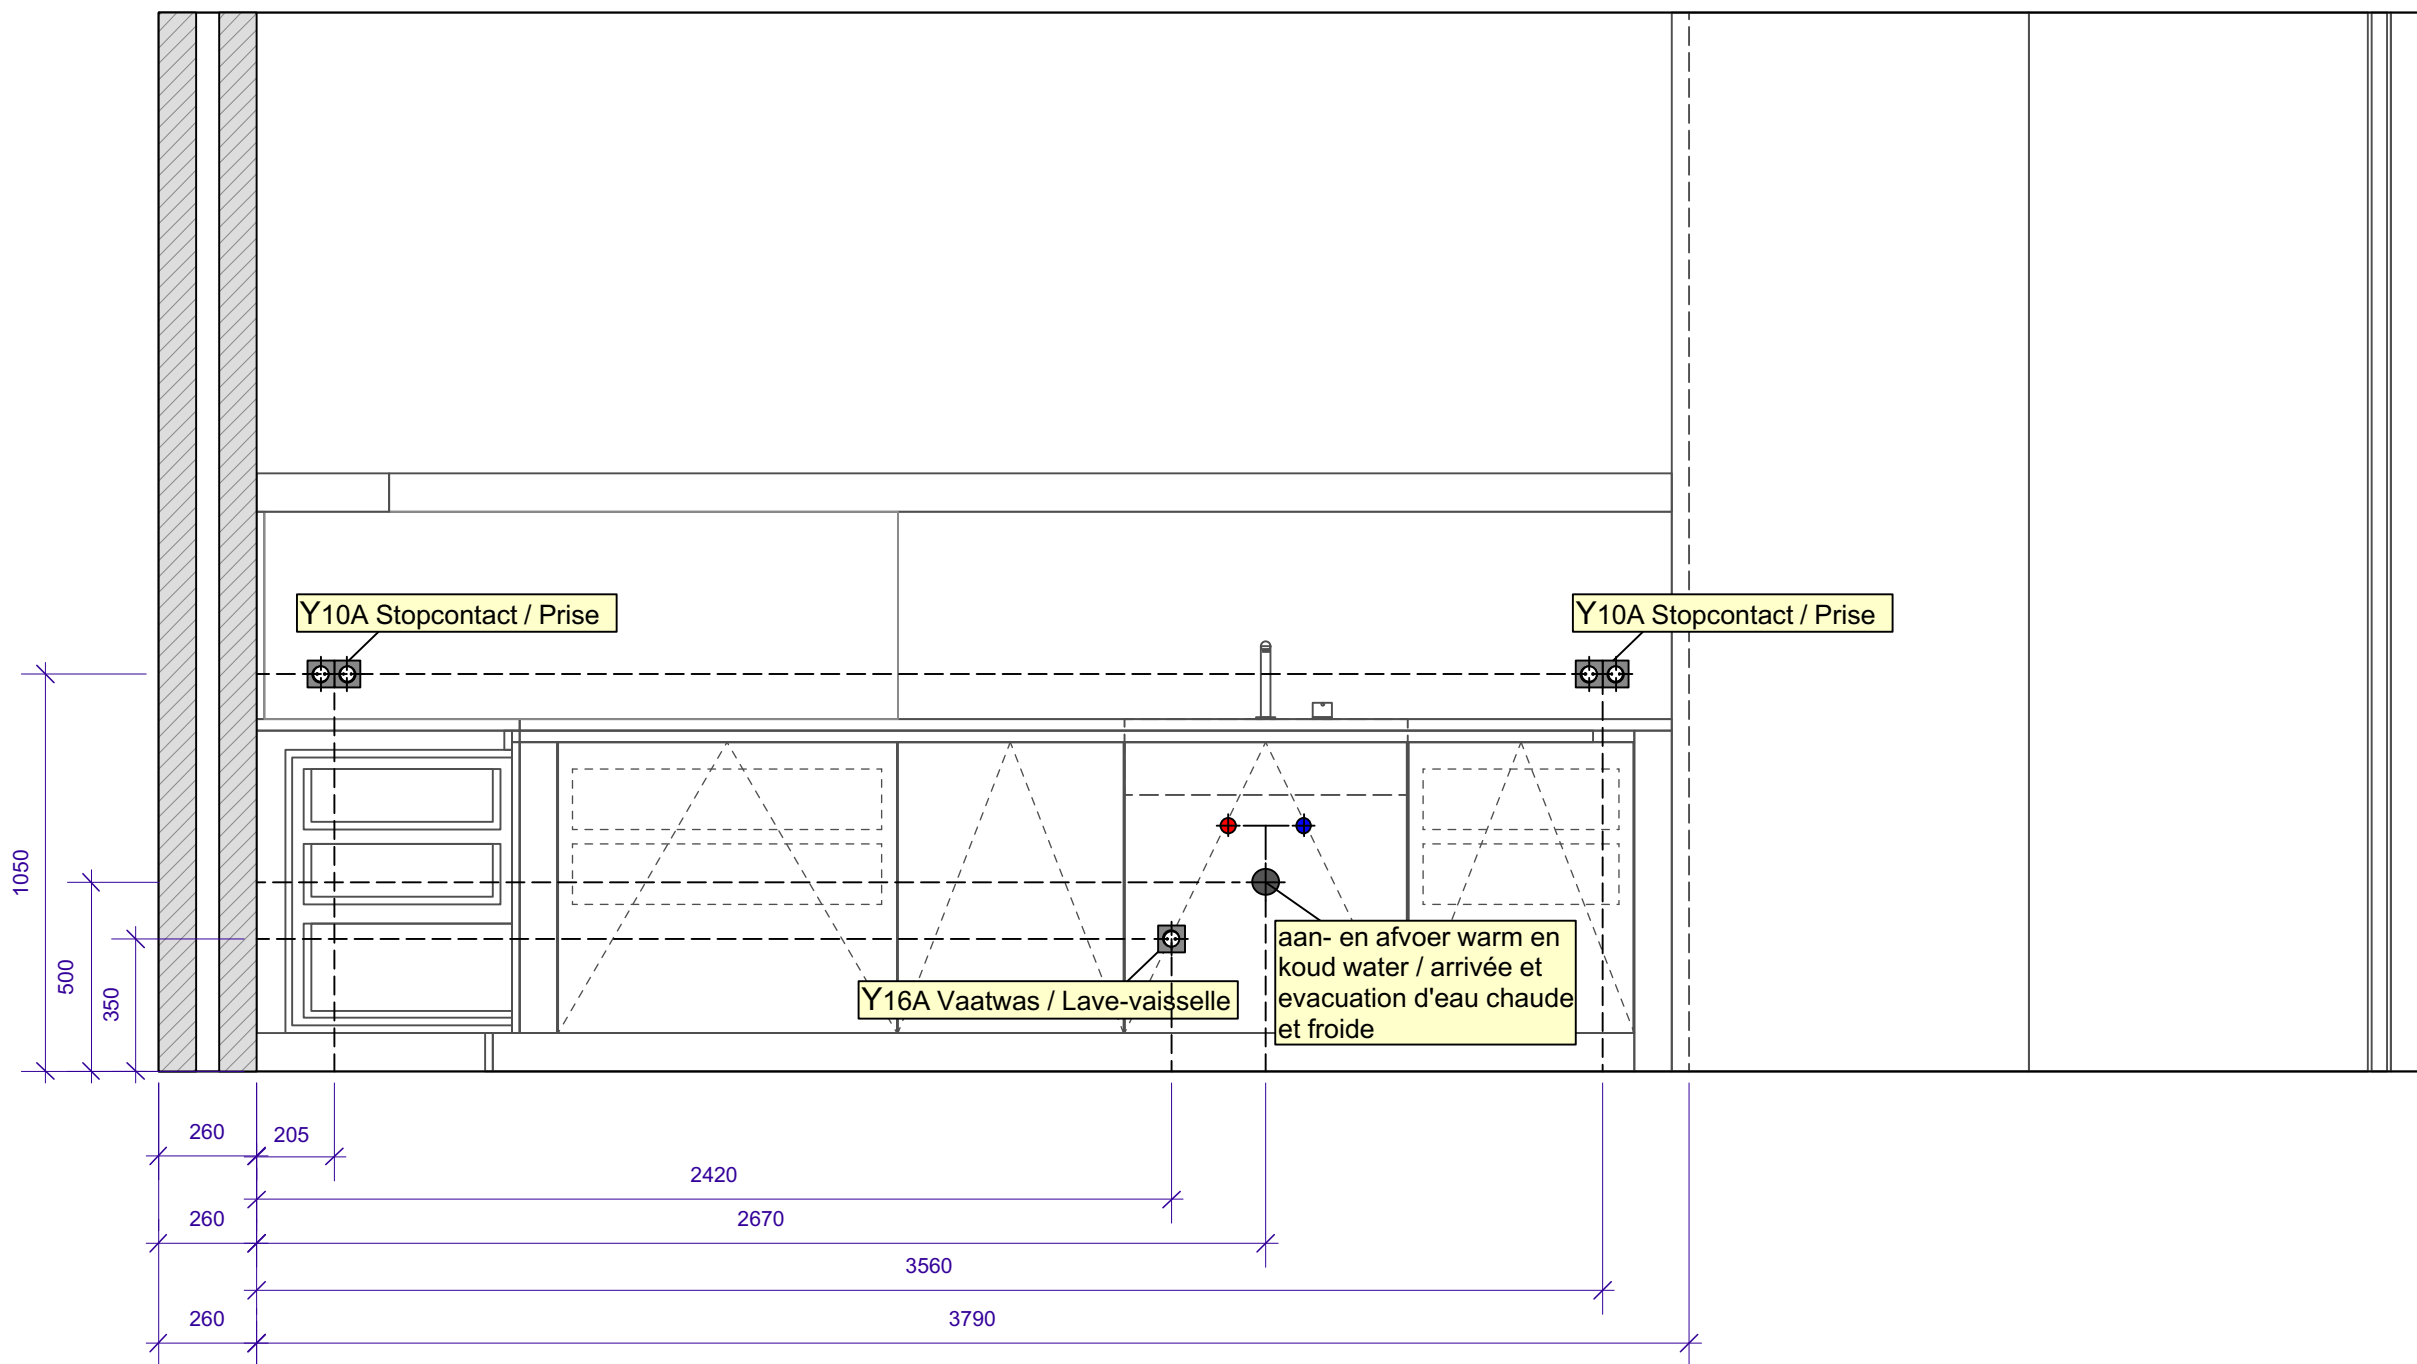 Y10A Stopcontact / Prise
Y10A Stopcontact / Prise
aan- en afvoer warm en
koud water / arrivée et
evacuation d'eau chaude
et froide
Y16A Vaatwas / Lave-vaisselle
1050
500
350
260
205
2420
260
2670
3560
260
3790